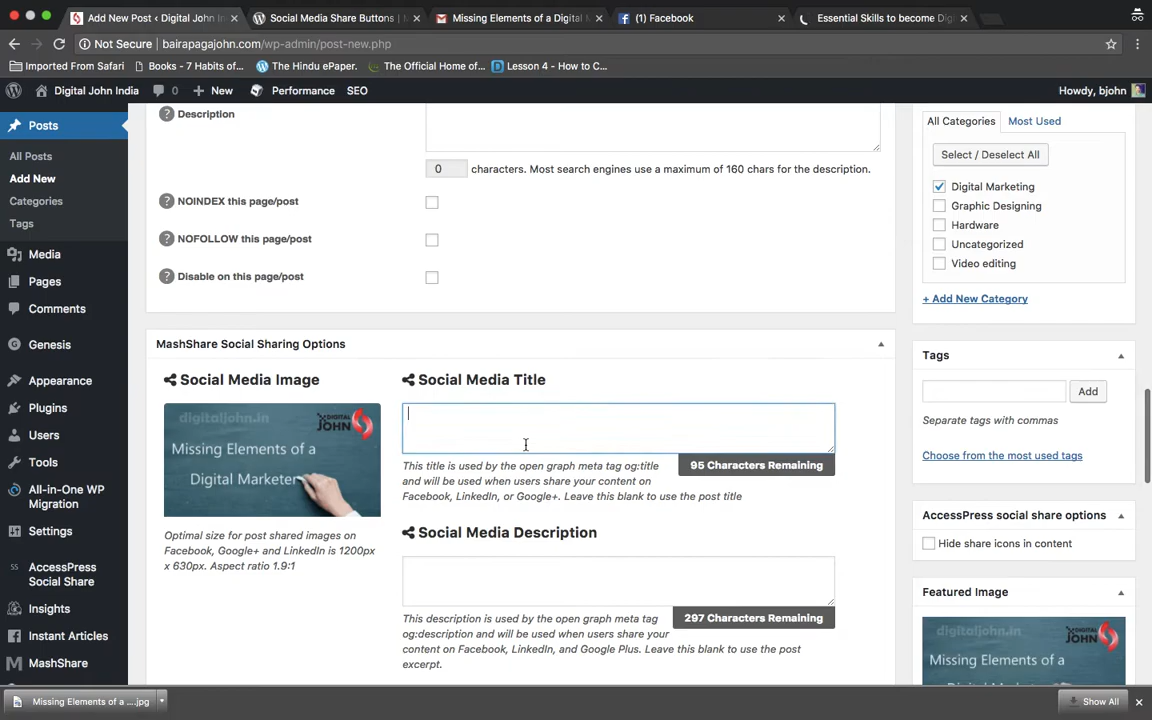 Add New Post ‹ Digital John In
Social Media Share Buttons |
Missing Elements of a Digital
(1) Facebook
Essential Skills to become Dig
Not Secure | bairapagajohn.com/wp-admin/post-new.php
Imported From Safari
Books - 7 Habits of...
The Hindu ePaper.
The Official Home of...
Lesson 4 - How to C...
Digital John India
0
New
Performance
SEO
Howdy, bjohn
Posts
All Posts
Add New
Categories
Tags
Media
Pages
Comments
Genesis
Appearance
Plugins
Users
Tools
All-in-One WP
Migration
Settings
AccessPress
Social Share
Insights
Instant Articles
MashShare
Description
0 characters. Most search engines use a maximum of 160 chars for the description.
NOINDEX this page/post
NOFOLLOW this page/post
Disable on this page/post
MashShare Social Sharing Options
Social Media Image
digitaljohn.in
DIGITAL
JOHN
Missing Elements of a
Digital Marketer
Optimal size for post shared images on
Facebook, Google+ and LinkedIn is 1200px
x 630px. Aspect ratio 1.9:1
Social Media Title
95 Characters Remaining
This title is used by the open graph meta tag og:title
and will be used when users share your content on
Facebook, LinkedIn, or Google+. Leave this blank to use the post title
Social Media Description
297 Characters Remaining
This description is used by the open graph meta tag
og:description and will be used when users share your
content on Facebook, LinkedIn, and Google Plus. Leave this blank to use the post
excerpt.
All Categories
Most Used
Select / Deselect All
Digital Marketing
Graphic Designing
Hardware
Uncategorized
Video editing
+ Add New Category
Tags
Add
Separate tags with commas
Choose from the most used tags
AccessPress social share options
Hide share icons in content
Featured Image
digitaljohn.in
DIGITAL
JOHN
Missing Elements of a
Missing Elements of a ....jpg
Show All